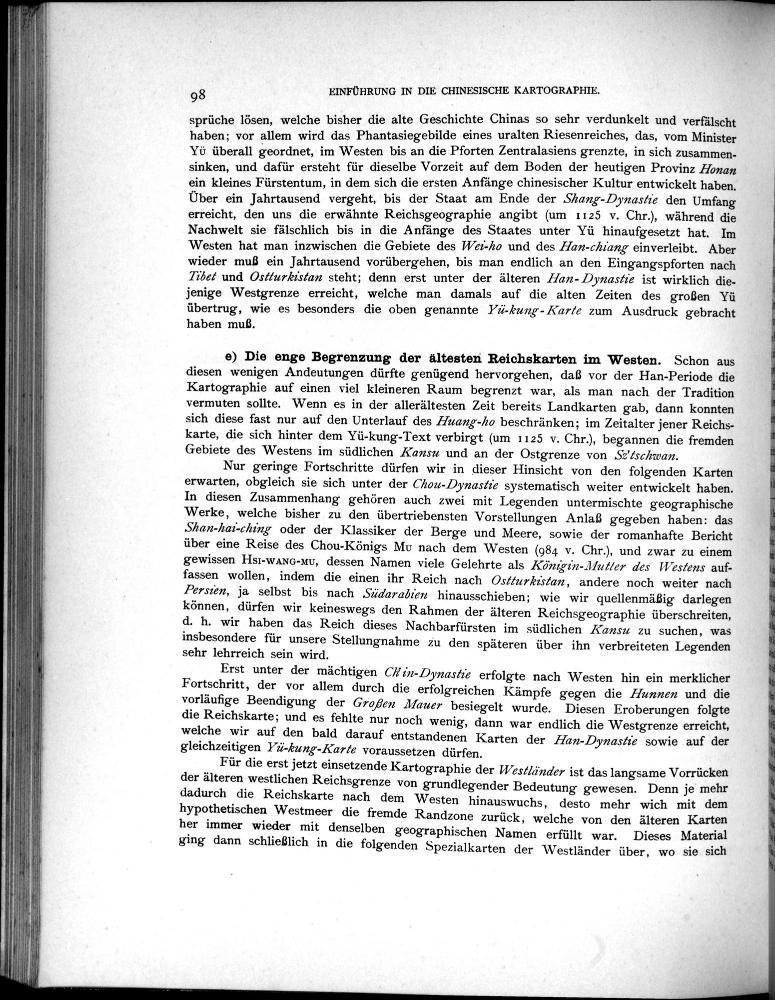 98
EINFÜHRUNG IN DIE CHINESISCHE KARTOGRAPHIE.
sprüche lösen, welche bisher die alte Geschichte Chinas so sehr verdunkelt und verfälscht
haben; vor allem wird das Phantasiegebilde eines uralten Riesenreiches, das, vom Minister
Yü überall geordnet, im Westen bis an die Pforten Zentralasiens grenzte, in sich zusammen-
sinken, und dafür ersteht für dieselbe Vorzeit auf dem Boden der heutigen Provinz Honan
ein kleines Fürstentum, in dem sich die ersten Anfänge chinesischer Kultur entwickelt haben.
Über ein Jahrtausend vergeht, bis der Staat am Ende der Shang-Dynastie den Umfang
erreicht, den uns die erwähnte Reichsgeographie angibt (um 1125 v. Chr.), während die
Nachwelt sie fälschlich bis in die Anfänge des Staates unter Yü hinaufgesetzt hat. Im
Westen hat man inzwischen die Gebiete des Wei-ho und des Han-chiang einverleibt. Aber
wieder muß ein Jahrtausend vorübergehen, bis man endlich an den Eingangspforten nach
Tibet und Ostturkistan steht; denn erst unter der älteren Han-Dynastie ist wirklich die-
jenige Westgrenze erreicht, welche man damals auf die alten Zeiten des großen Yü
übertrug, wie es besonders die oben genannte Yü-kung-Karte zum Ausdruck gebracht
haben muß.
e) Die enge Begrenzung der ältesten Reichskarten im Westen. Schon aus
diesen wenigen Andeutungen dürfte genügend hervorgehen, daß vor der Han-Periode die
Kartographie auf einen viel kleineren Raum begrenzt war, als man nach der Tradition
vermuten sollte. Wenn es in der allerältesten Zeit bereits Landkarten gab, dann konnten
sich diese fast nur auf den Unterlauf des Huang-ho beschränken; im Zeitalter jener Reichs-
karte, die sich hinter dem Yü-kung-Text verbirgt (um 1125 v. Chr.), begannen die fremden
Gebiete des Westens im südlichen Kansu und an der Ostgrenze von Sz'tschwan.
Nur geringe Fortschritte dürfen wir in dieser Hinsicht von den folgenden Karten
erwarten, obgleich sie sich unter der Chou-Dynastie systematisch weiter entwickelt haben.
In diesen Zusammenhang gehören auch zwei mit Legenden untermischte geographische
Werke, welche bisher zu den übertriebensten Vorstellungen Anlaß gegeben haben: das
Shan-hai-ching oder der Klassiker der Berge und Meere, sowie der romanhafte Bericht
über eine Reise des Chou-Königs Mu nach dem Westen (984 v. Chr.), und zwar zu einem
gewissen Hsi-wang-mu, dessen Namen viele Gelehrte als Königin-Mutter des Westens auf-
fassen wollen, indem die einen ihr Reich nach Ostturkistan, andere noch weiter nach
Persien, ja selbst bis nach Südarabien hinausschieben; wie wir quellenmäßig darlegen
können, dürfen wir keineswegs den Rahmen der älteren Reichsgeographie überschreiten,
d. h. wir haben das Reich dieses Nachbarfürsten im südlichen Kansu zu suchen, was
insbesondere für unsere Stellungnahme zu den späteren über ihn verbreiteten Legenden
sehr lehrreich sein wird.
Erst unter der mächtigen Ch'in-Dynastie erfolgte nach Westen hin ein merklicher
Fortschritt, der vor allem durch die erfolgreichen Kämpfe gegen die Hunnen und die
vorläufige Beendigung der Großen Mauer besiegelt wurde. Diesen Eroberungen folgte
die Reichskarte; und es fehlte nur noch wenig, dann war endlich die Westgrenze erreicht,
welche wir auf den bald darauf entstandenen Karten der Han-Dynastie sowie auf der
gleichzeitigen Yü-kung-Karte voraussetzen dürfen.
Für die erst jetzt einsetzende Kartographie der Westländer ist das langsame Vorrücken
der älteren westlichen Reichsgrenze von grundlegender Bedeutung gewesen. Denn je mehr
dadurch die Reichskarte nach dem Westen hinauswuchs, desto mehr wich mit dem
hypothetischen Westmeer die fremde Randzone zurück, welche von den älteren Karten
her immer wieder mit denselben geographischen Namen erfüllt war. Dieses Material
ging dann schließlich in die folgenden Spezialkarten der Westländer über, wo sie sich